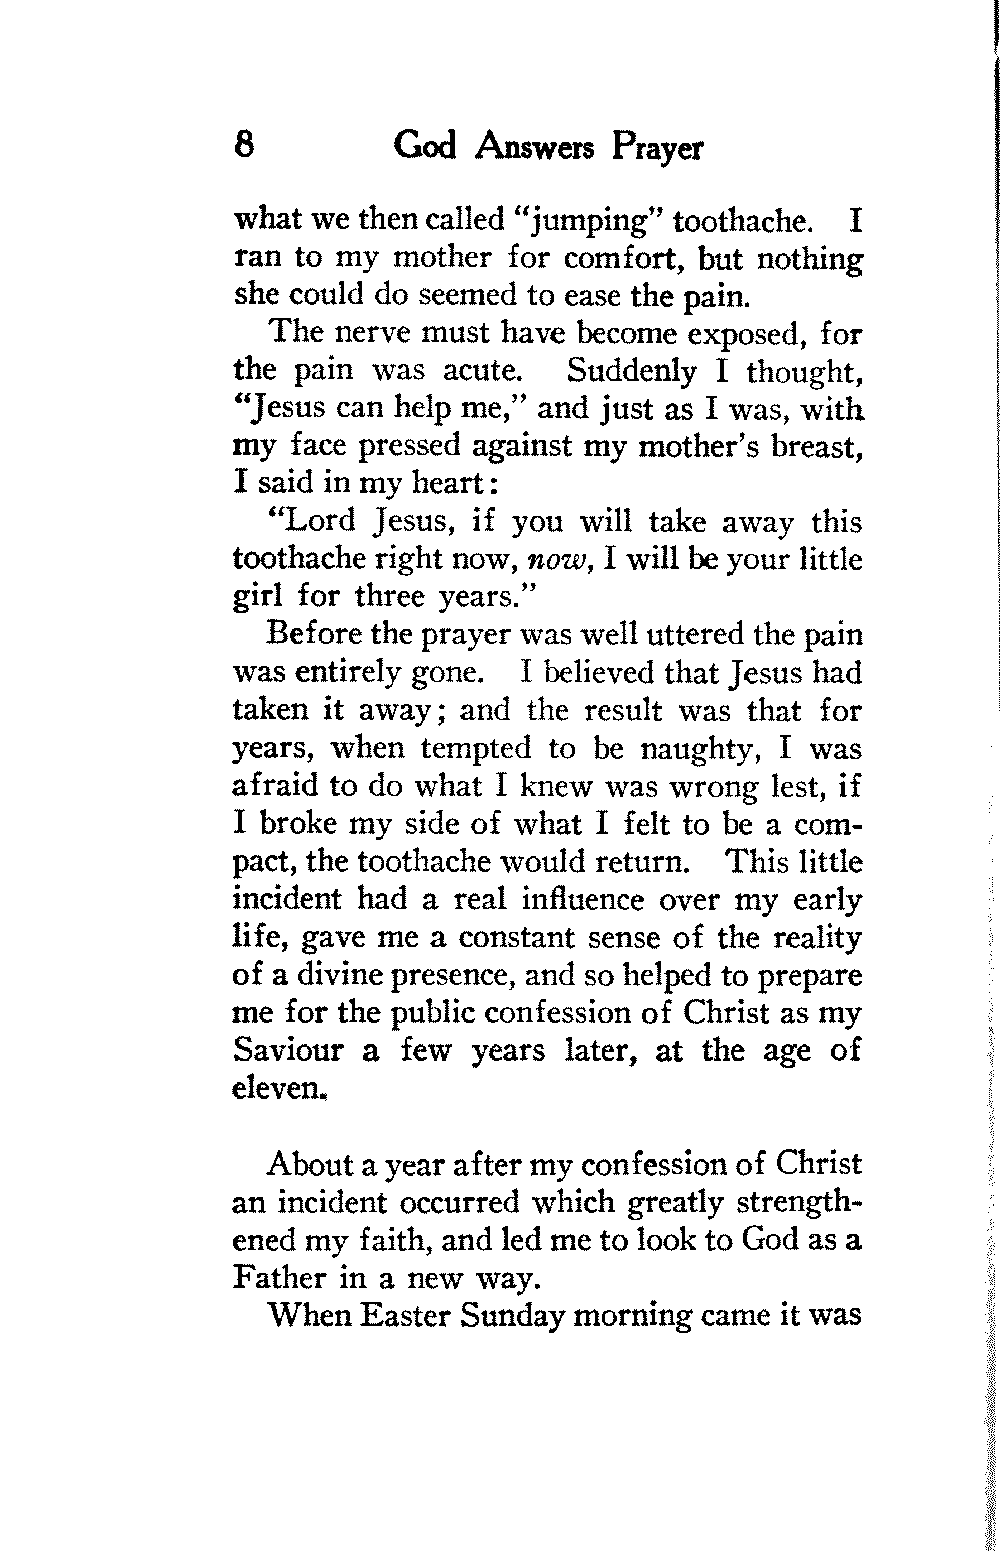 8 God Answers Prayer
what we then called “jumping” toothache. I
ran to my mother for comfort, but nothing
she could do seemed to ease the pain.
The nerve must have become exposed, for
the pain was acute. Suddenly I thought,
“Jesus can help me,” and just as I was, with
my face pressed against my mother’s breast,
I said in my heart:
“Lord Jesus, if you will take away this
toothache right now, now, I will be your little
girl for three years.”
Before the prayer was well uttered the pain
was entirely gone. I believed that Jesus had
taken it away; and the result was that for
years, when tempted to be naughty, I was
afraid to do what I knew was wrong lest, if
I broke my side of what I felt to be a com-
pact, the toothache would return. This little
incident had a real influence over my early
life, gave me a constant sense of the reality
of a divine presence, and so helped to prepare
me for the public confession of Christ as my
Saviour a few years later, at the age of
eleven.
About a year after my confession of Christ
an incident occurred which greatly strength-
ened my faith, and led me to look to God as a
Father in a new way.
When Easter Sunday morning came it was